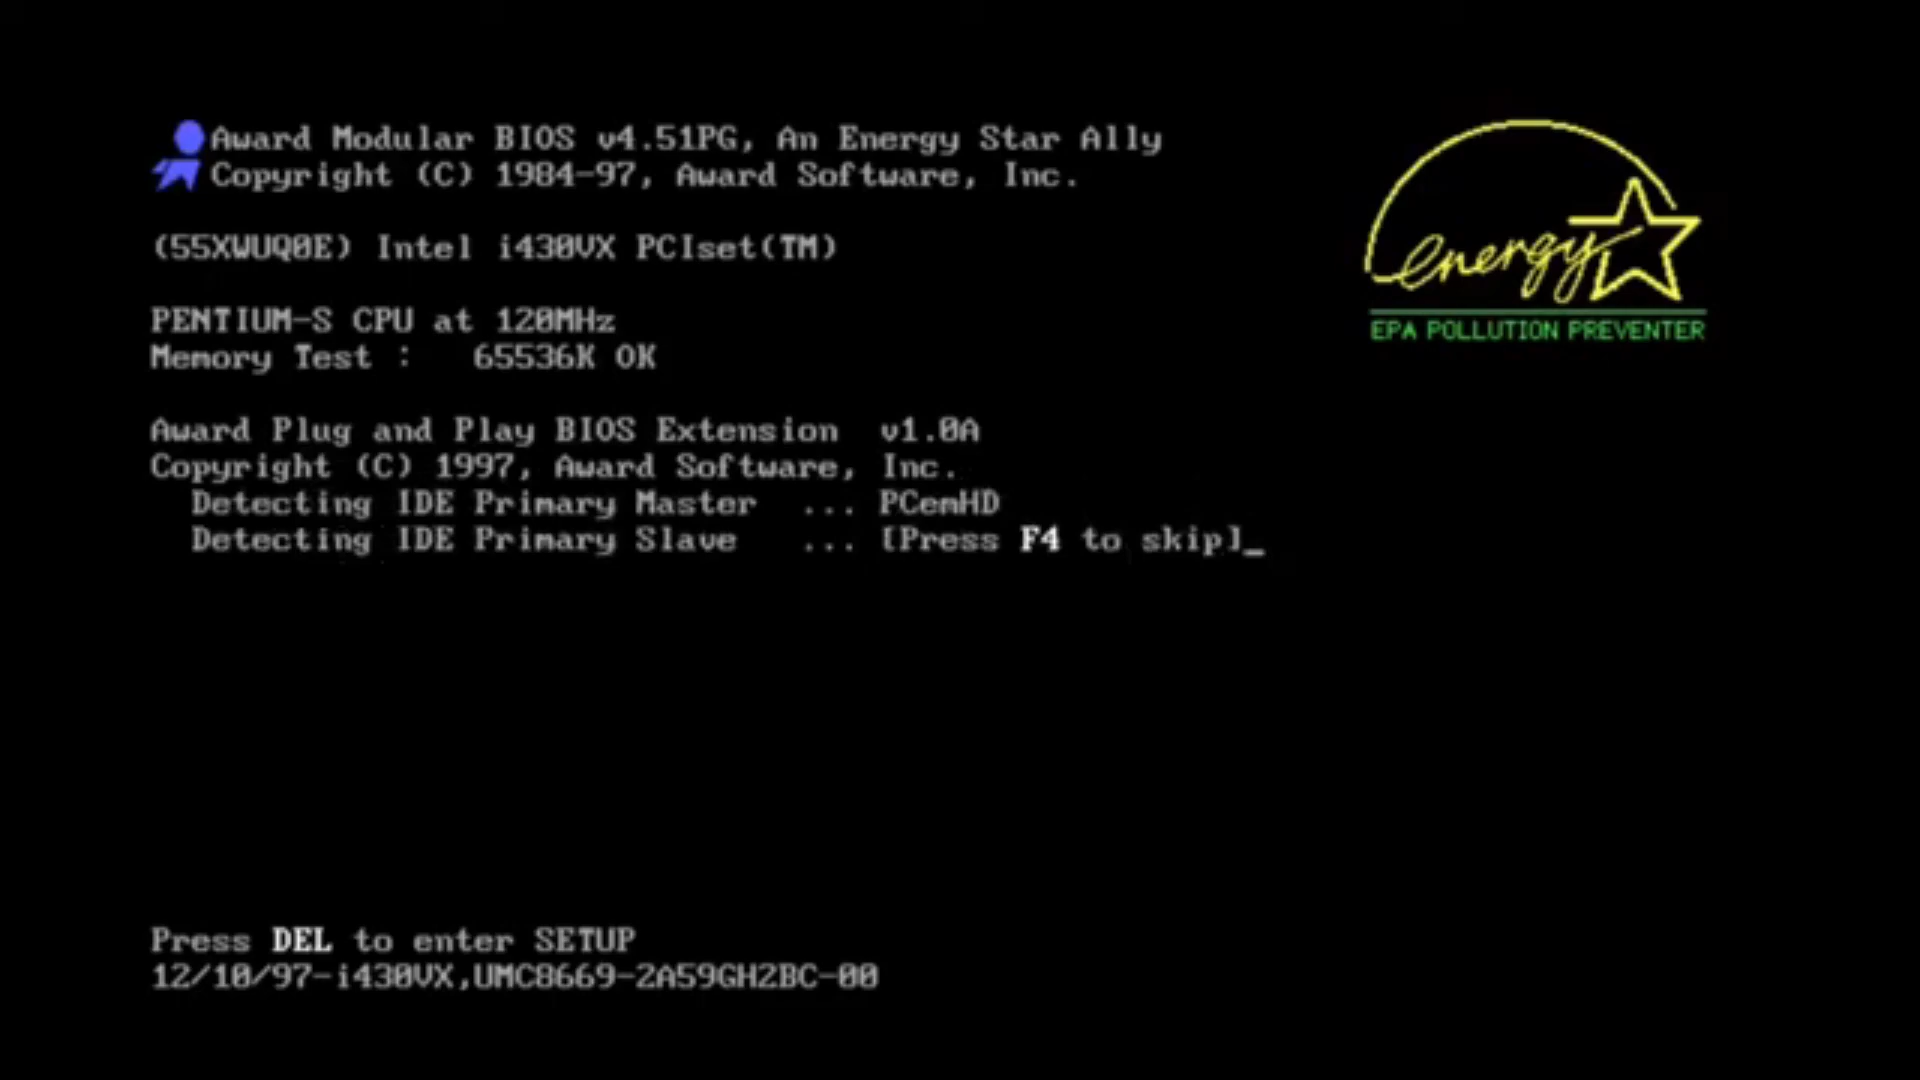 Award Modular BIOS v4.51PG, An Energy Star Ally
Copyright (C) 1984-97, Award Software, Inc.
energy
EPA POLLUTION PREVENTER
(55XWUQ0E) Intel i430VX PCIset(TM)
PENTIUM-S CPU at 120MHz
Memory Test :   65536K OK
Award Plug and Play BIOS Extension  v1.0A
Copyright (C) 1997, Award Software, Inc.
Detecting IDE Primary Master  ... PCemHD
Detecting IDE Primary Slave   ... [Press F4 to skip]_
Press DEL to enter SETUP
12/10/97-i430VX,UMC8669-2A59GH2BC-00